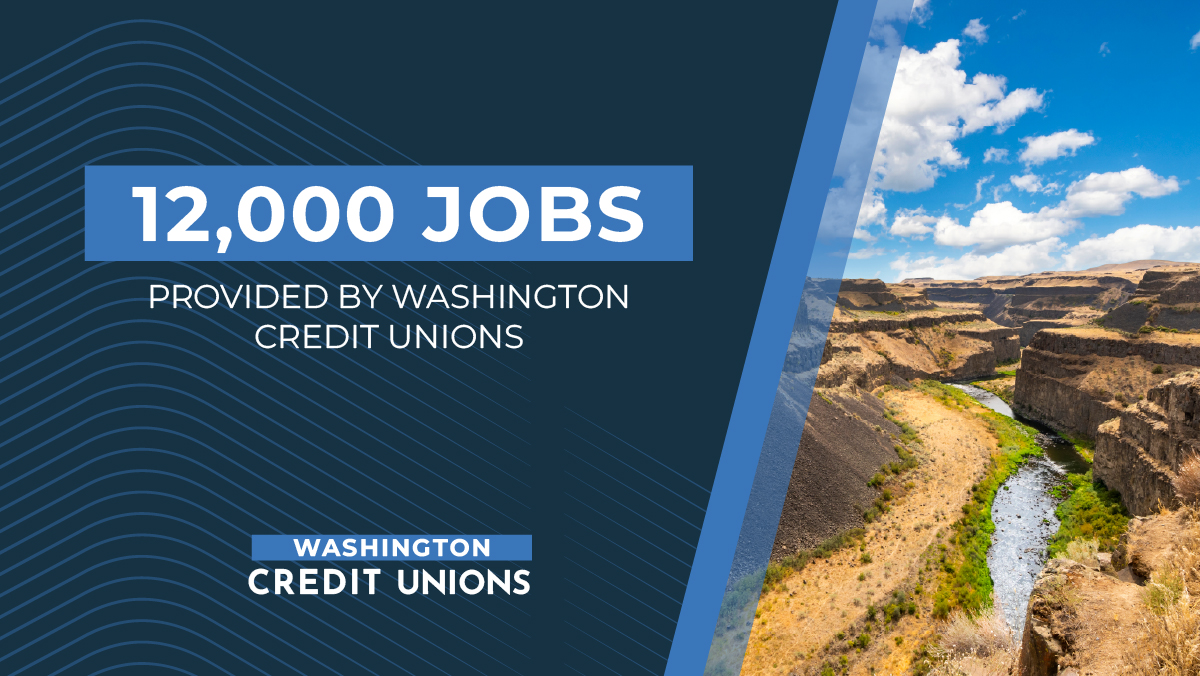 12,000 JOBS
PROVIDED BY WASHINGTON
CREDIT UNIONS
WASHINGTON
CREDIT UNIONS